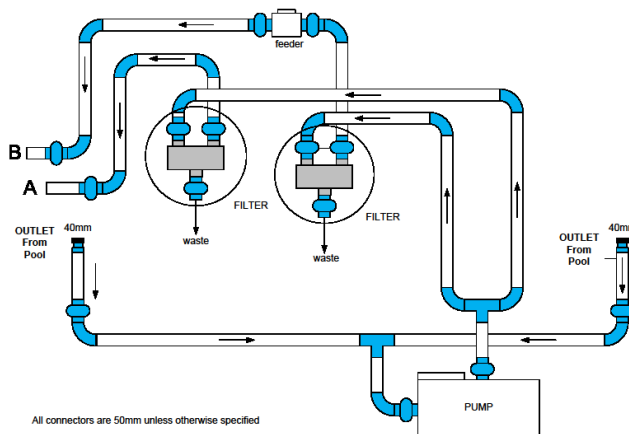 feeder
B
A
FILTER
FILTER
waste
waste
OUTLET
From
Pool
40mm
40mm
OUTLET
From
Pool
PUMP
All connectors are 50mm unless otherwise specified